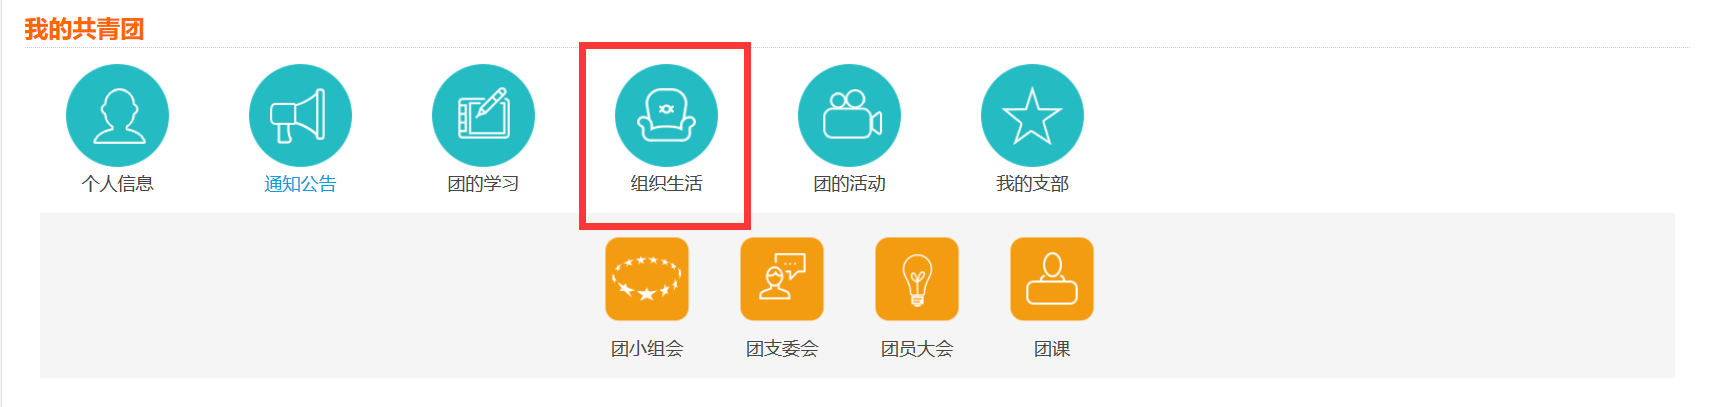 我的共青团
个人信息 通知公告 团的学习 组织生活 团的活动 我的支部
团小组会 团支委会 团员大会 团课